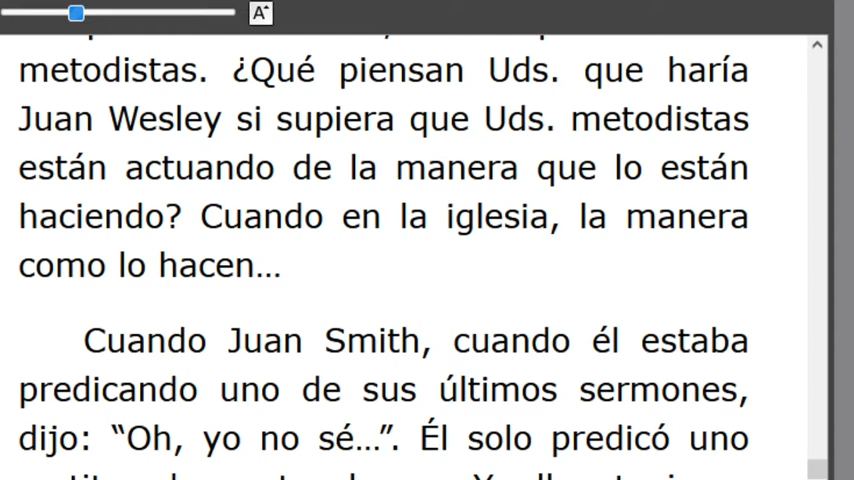 metodistas. ¿Qué piensan Uds. que haría
Juan Wesley si supiera que Uds. metodistas
están actuando de la manera que lo están
haciendo? Cuando en la iglesia, la manera
como lo hacen…
Cuando Juan Smith, cuando él estaba
predicando uno de sus últimos sermones,
dijo: “Oh, yo no sé…”. Él solo predicó uno